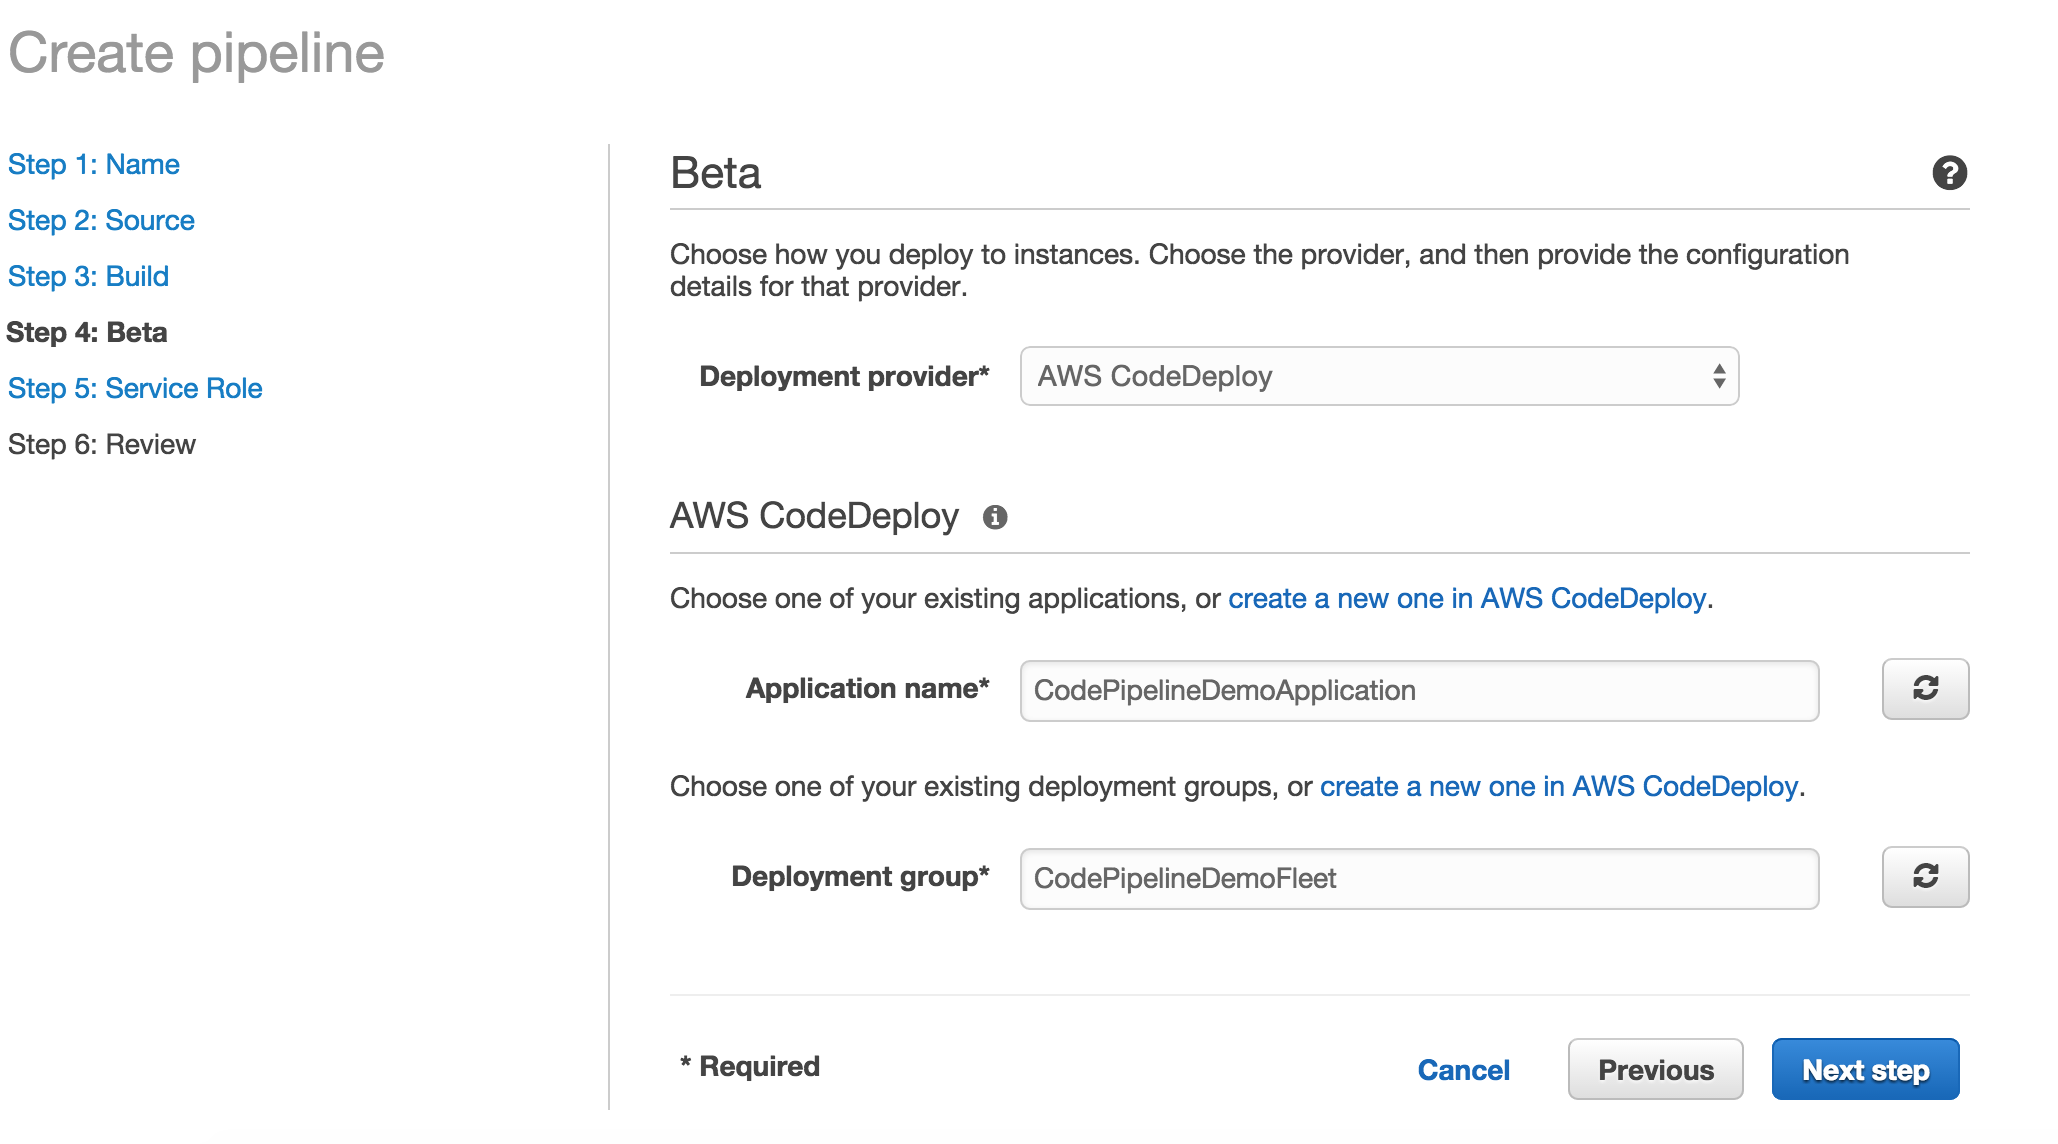 Create pipeline
Step 1: Name
Step 2: Source
Step 3: Build
Step 4: Beta
Step 5: Service Role
Step 6: Review
Beta
Choose how you deploy to instances. Choose the provider, and then provide the configuration
details for that provider.
Deployment provider* AWS CodeDeploy
AWS CodeDeploy
Choose one of your existing applications, or create a new one in AWS CodeDeploy.
Application name* CodePipelineDemoApplication
Choose one of your existing deployment groups, or create a new one in AWS CodeDeploy.
Deployment group* CodePipelineDemoFleet
* Required
Cancel Previous Next step